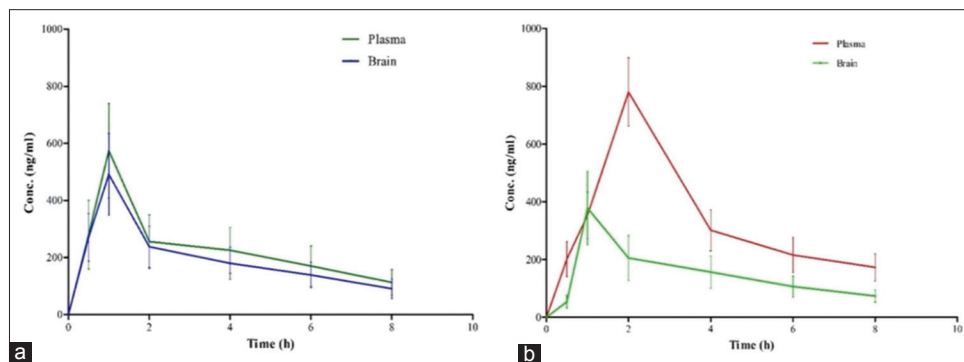 1000
800
600
400
200
0
Conc. (ng/ml)
Plasma
Brain
0 2 4 6 8 10
Time (h)
a
1000
800
600
400
200
0
Conc. (ng/ml)
Plasma
Brain
0 2 4 6 8 10
Time (h)
b